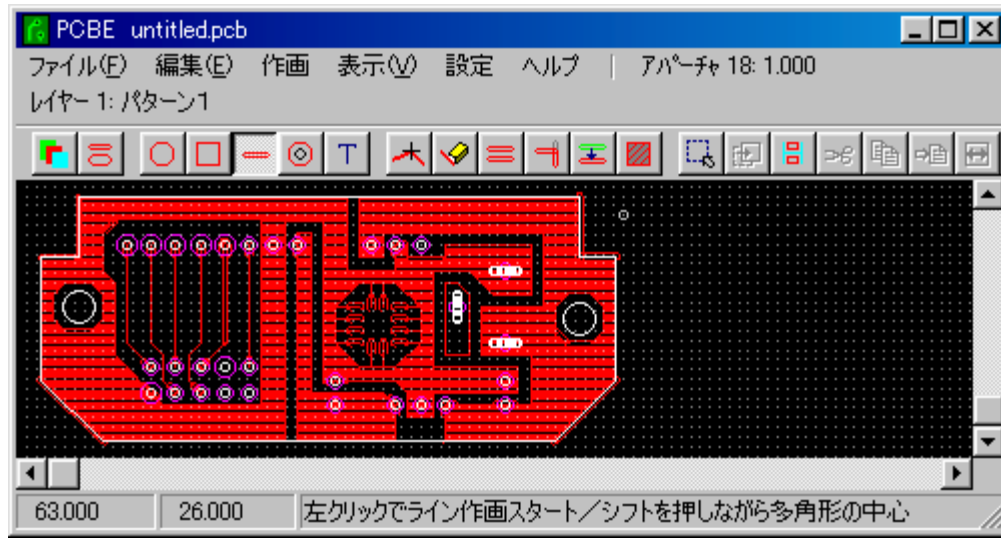 PCBE untitled.pcb
ファイル(F) 編集(E) 作画 表示(V) 設定 ヘルプ | アパーチャ 18: 1.000
レイヤー 1: パターン1
T
63.000 26.000 左クリックでライン作画スタート／シフトを押しながら多角形の中心